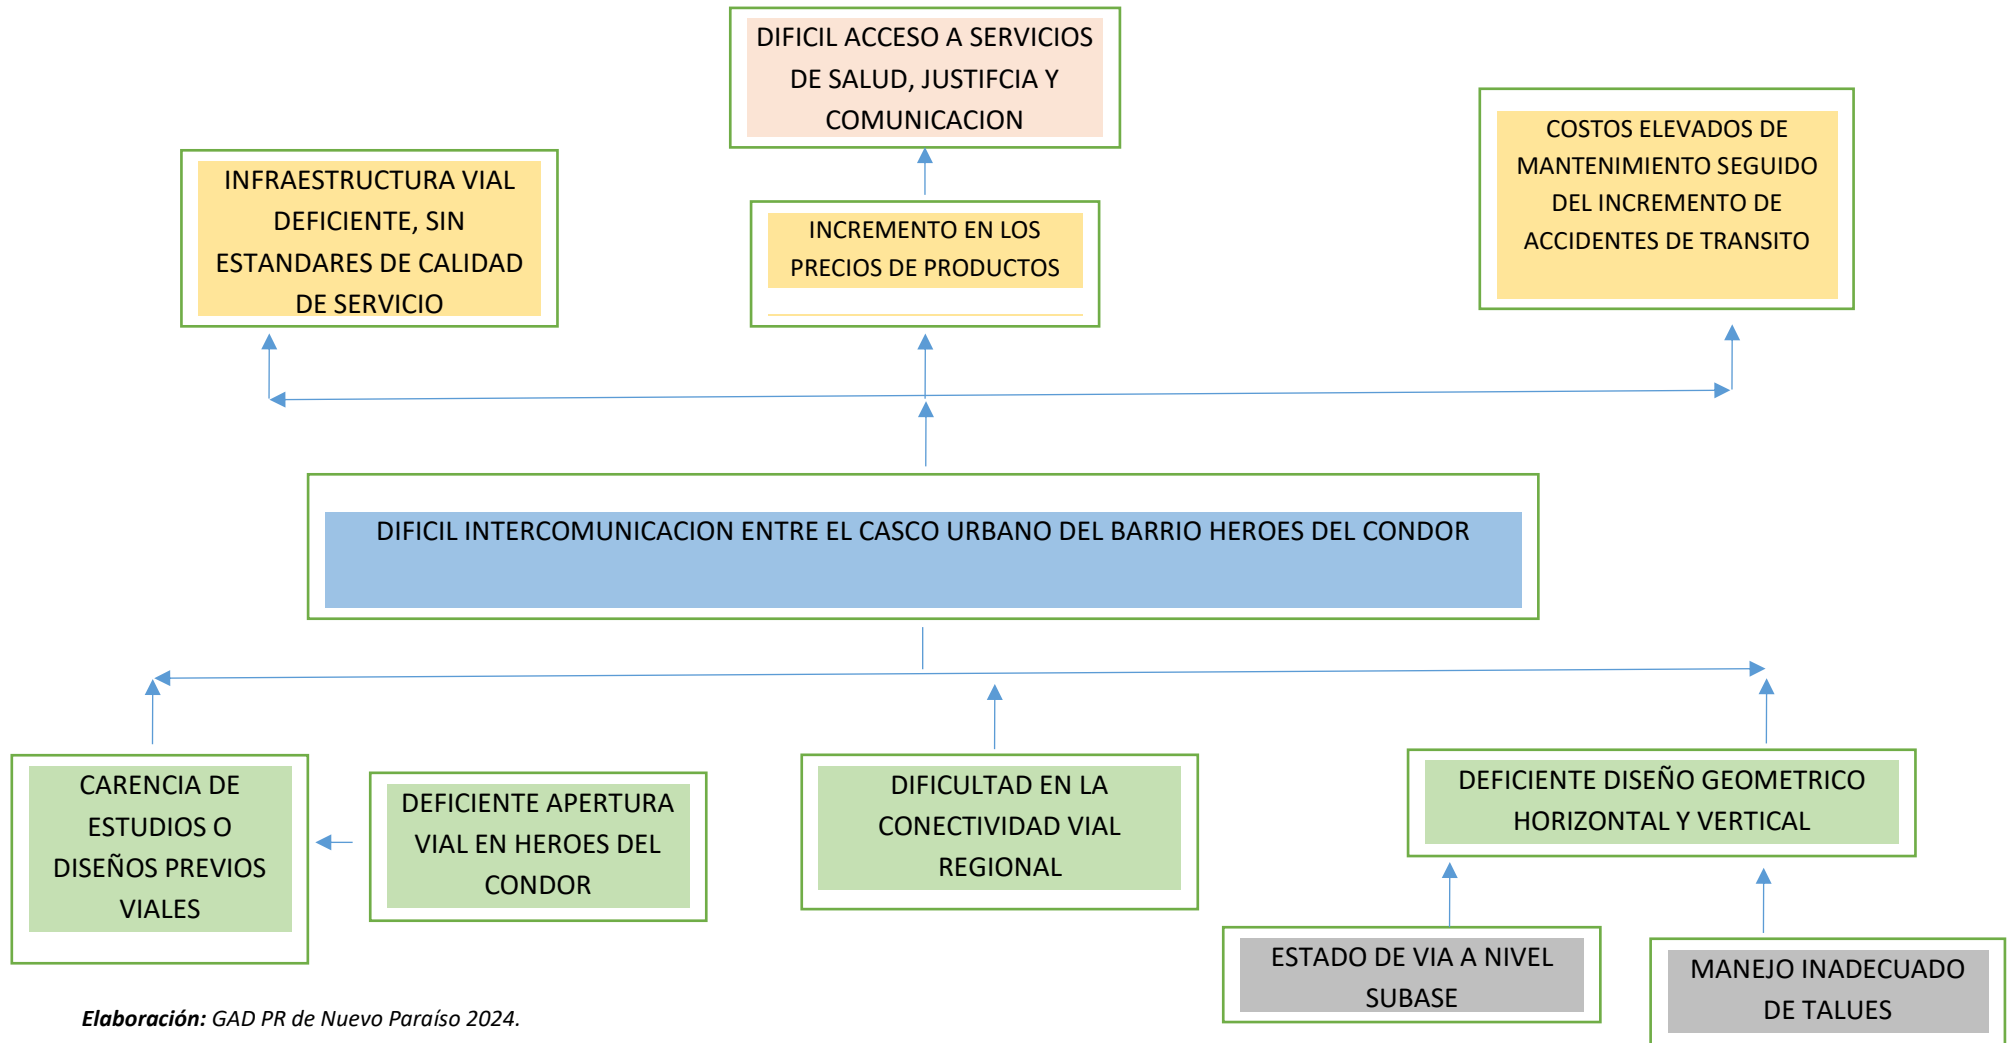 DIFICIL ACCESO A SERVICIOS
DE SALUD, JUSTIFCIA Y
COMUNICACION
INFRAESTRUCTURA VIAL
DEFICIENTE, SIN
ESTANDARES DE CALIDAD
DE SERVICIO
INCREMENTO EN LOS
PRECIOS DE PRODUCTOS
COSTOS ELEVADOS DE
MANTENIMIENTO SEGUIDO
DEL INCREMENTO DE
ACCIDENTES DE TRANSITO
DIFICIL INTERCOMUNICACION ENTRE EL CASCO URBANO DEL BARRIO HEROES DEL CONDOR
CARENCIA DE
ESTUDIOS O
DISEÑOS PREVIOS
VIALES
DEFICIENTE APERTURA
VIAL EN HEROES DEL
CONDOR
DIFICULTAD EN LA
CONECTIVIDAD VIAL
REGIONAL
DEFICIENTE DISEÑO GEOMETRICO
HORIZONTAL Y VERTICAL
ESTADO DE VIA A NIVEL
SUBASE
MANEJO INADECUADO
DE TALUES
Elaboración: GAD PR de Nuevo Paraíso 2024.